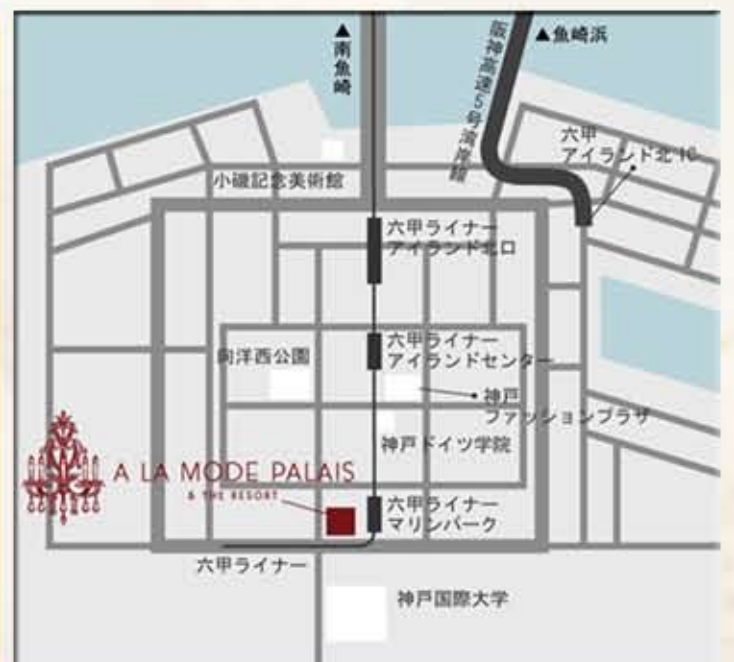 ▲南魚崎
阪神高速5号湾岸線
▲魚崎浜
六甲
アイランド北IC
小磯記念美術館
六甲ライナー
アイランド北口
六甲ライナー
アイランドセンター
向洋西公園
神戸
ファッションプラザ
神戸ドイツ学院
A LA MODE PALAIS
& THE RESORT
六甲ライナー
マリンパーク
六甲ライナー
神戸国際大学